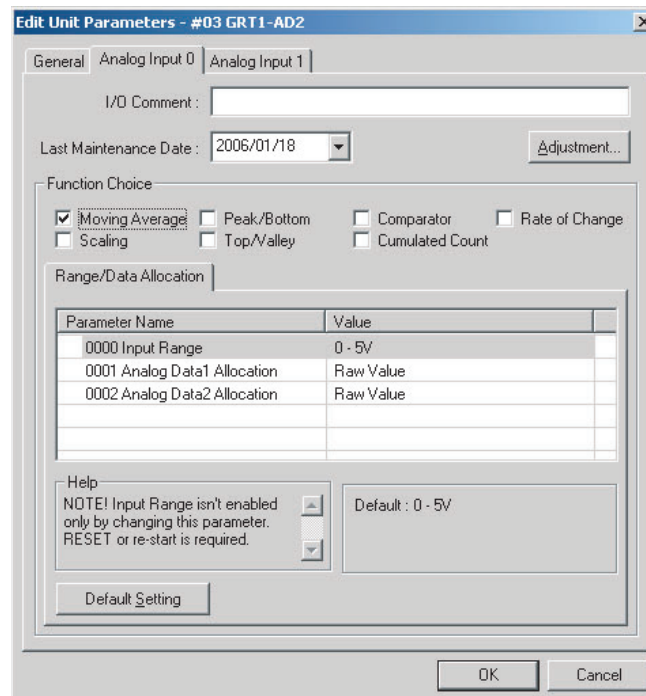 Edit Unit Parameters - #03 GRT1-AD2
General Analog Input 0 Analog Input 1
I/O Comment :
Last Maintenance Date : 2006/01/18 Adjustment...
Function Choice
Moving Average Peak/Bottom Comparator Rate of Change
Scaling Top/Valley Cumulated Count
Range/Data Allocation
Parameter Name Value
0000 Input Range 0 - 5V
0001 Analog Data1 Allocation Raw Value
0002 Analog Data2 Allocation Raw Value
Help
NOTE! Input Range isn't enabled
only by changing this parameter.
RESET or re-start is required.
Default : 0 - 5V
Default Setting
OK Cancel